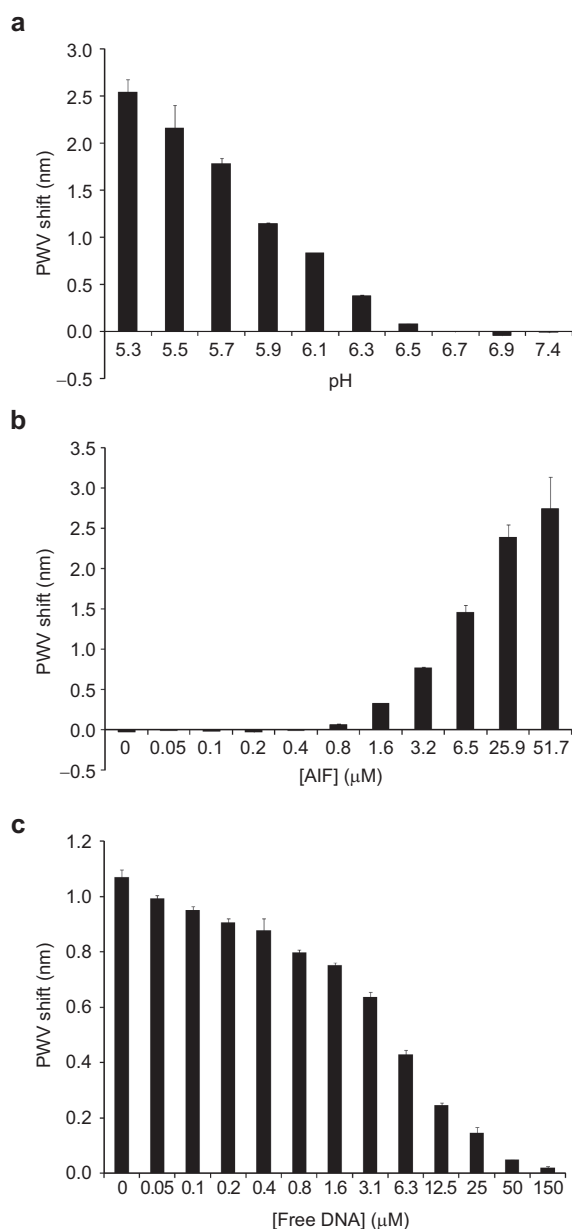 a
3.0
2.5
2.0
1.5
1.0
0.5
0.0
−0.5
PWV shift (nm)
5.3 5.5 5.7 5.9 6.1 6.3 6.5 6.7 6.9 7.4
pH
b
3.5
3.0
2.5
2.0
1.5
1.0
0.5
0.0
−0.5
PWV shift (nm)
0 0.05 0.1 0.2 0.4 0.8 1.6 3.2 6.5 25.9 51.7
[AIF] (μM)
c
1.2
1.0
0.8
0.6
0.4
0.2
0.0
PWV shift (nm)
0 0.05 0.1 0.2 0.4 0.8 1.6 3.1 6.3 12.5 25 50 150
[Free DNA] (μM)